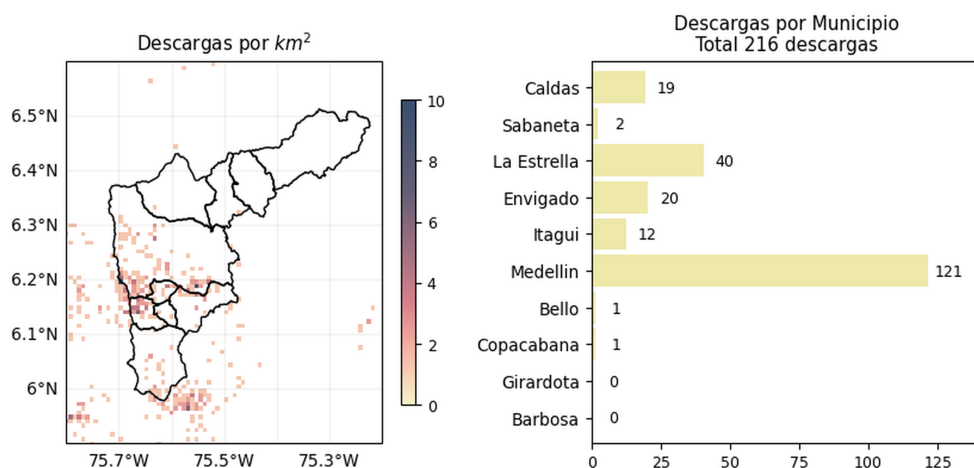 Descargas por km²
6.5°N
6.4°N
6.3°N
6.2°N
6.1°N
6°N
75.7°W
75.5°W
75.3°W
10
8
6
4
2
0
Descargas por Municipio
Total 216 descargas
Caldas 19
Sabaneta 2
La Estrella 40
Envigado 20
Itagui 12
Medellin 121
Bello 1
Copacabana 1
Girardota 0
Barbosa 0
0 25 50 75 100 125